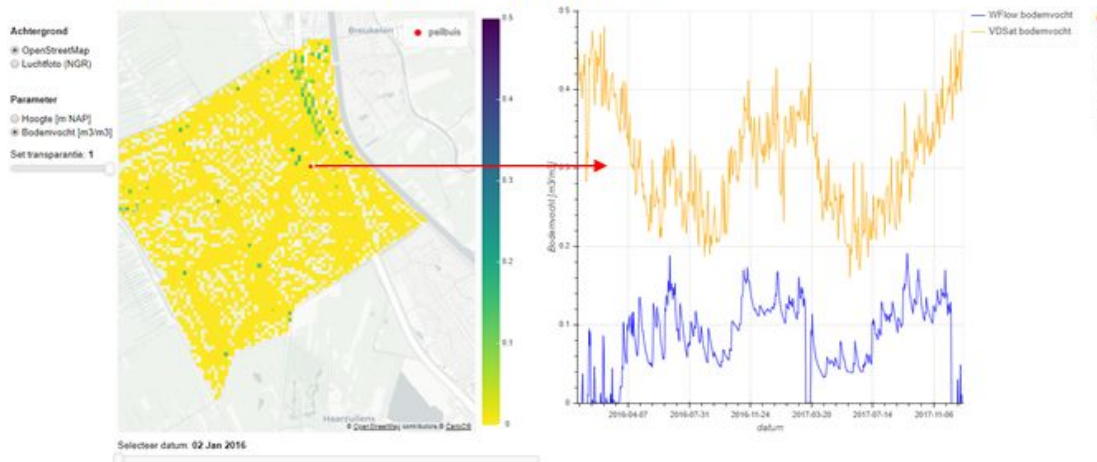 Achtergrond
OpenStreetMap
Luchtfoto (NGR)
Parameter
Hoogte [m NAP]
Bodemvocht [m3/m3]
Set transparantie: 1
Breukelen
peilbuis
Haarzuilens
© OpenStreetMap contributors © CartoDB
0.5
0.4
0.3
0.2
0.1
0
Selecteer datum: 02 Jan 2016
0.5
0.4
0.3
0.2
0.1
0
Bodemvocht [m3/m3]
2016-04-07
2016-07-31
2016-11-24
2017-03-20
2017-07-14
2017-11-06
datum
WFlow bodemvocht
VDSat bodemvocht